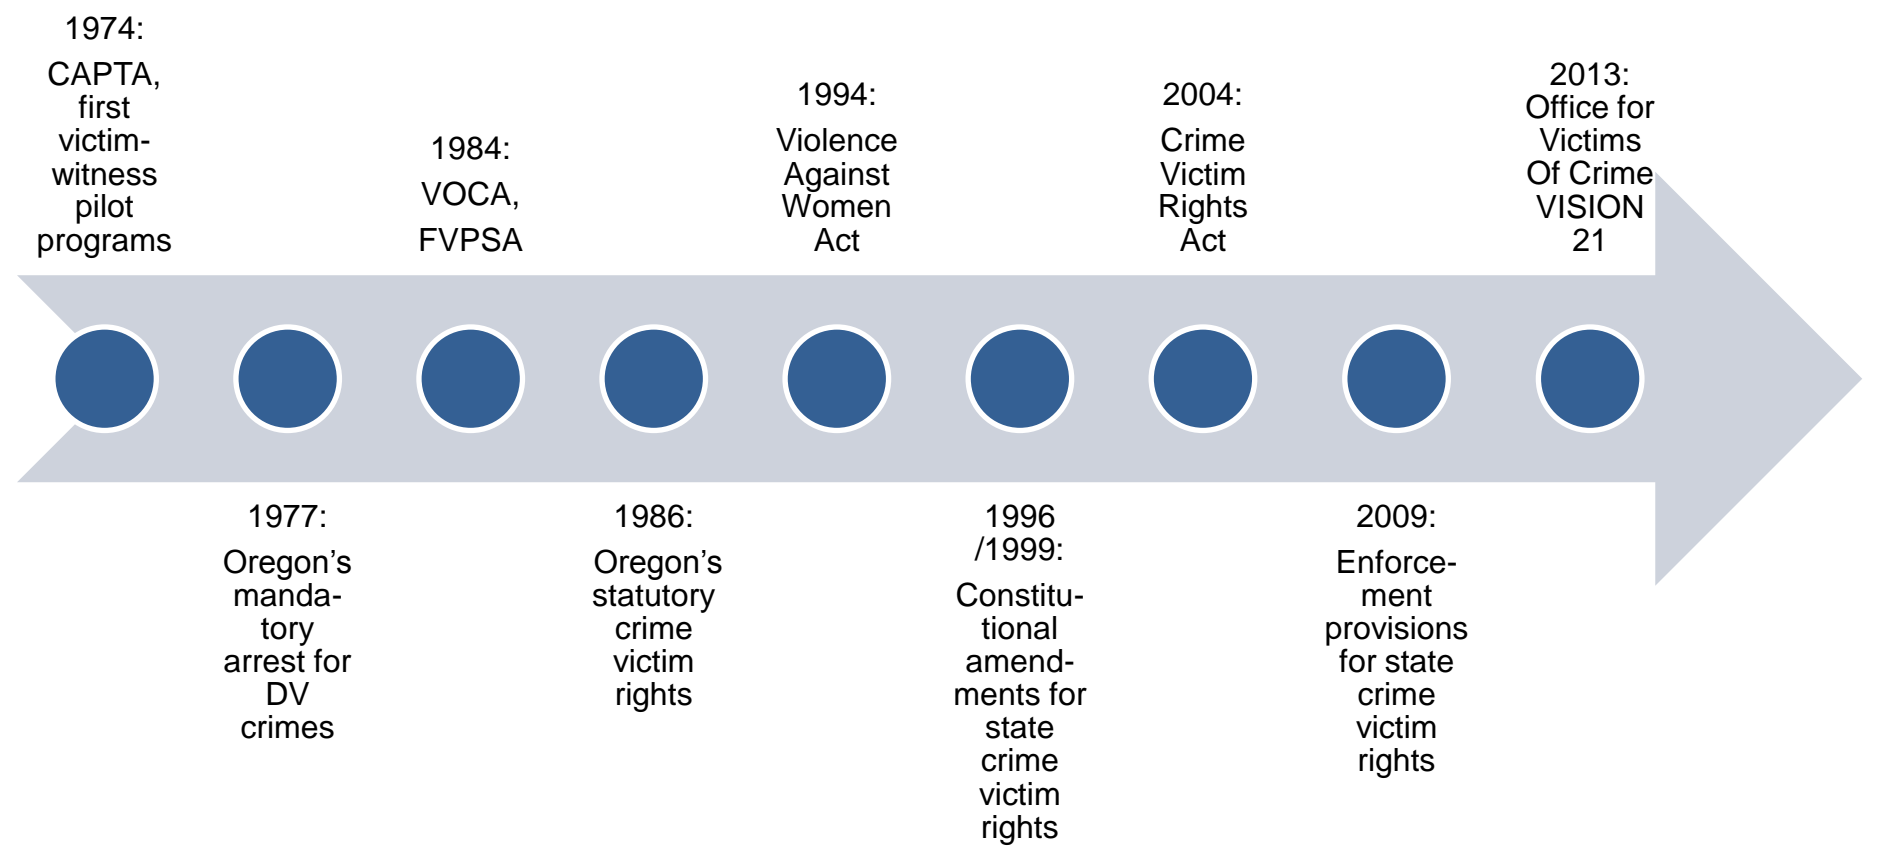 1974:
CAPTA,
first
victim-
witness
pilot
programs
1977:
Oregon’s
manda-
tory
arrest for
DV
crimes
1984:
VOCA,
FVPSA
1986:
Oregon’s
statutory
crime
victim
rights
1994:
Violence
Against
Women
Act
1996
/1999:
Constitu-
tional
amend-
ments for
state
crime
victim
rights
2004:
Crime
Victim
Rights
Act
2009:
Enforce-
ment
provisions
for state
crime
victim
rights
2013:
Office for
Victims
Of Crime
VISION
21